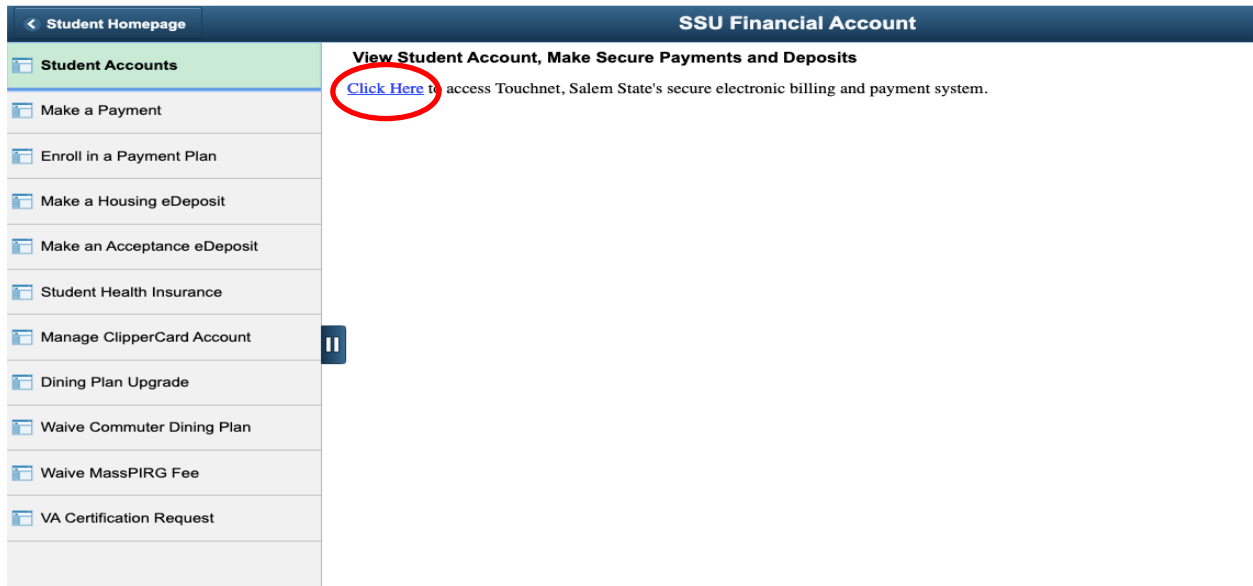 Student Homepage
SSU Financial Account
Student Accounts
Make a Payment
Enroll in a Payment Plan
Make a Housing eDeposit
Make an Acceptance eDeposit
Student Health Insurance
Manage ClipperCard Account
Dining Plan Upgrade
Waive Commuter Dining Plan
Waive MassPIRG Fee
VA Certification Request
View Student Account, Make Secure Payments and Deposits
Click Here to access Touchnet, Salem State's secure electronic billing and payment system.